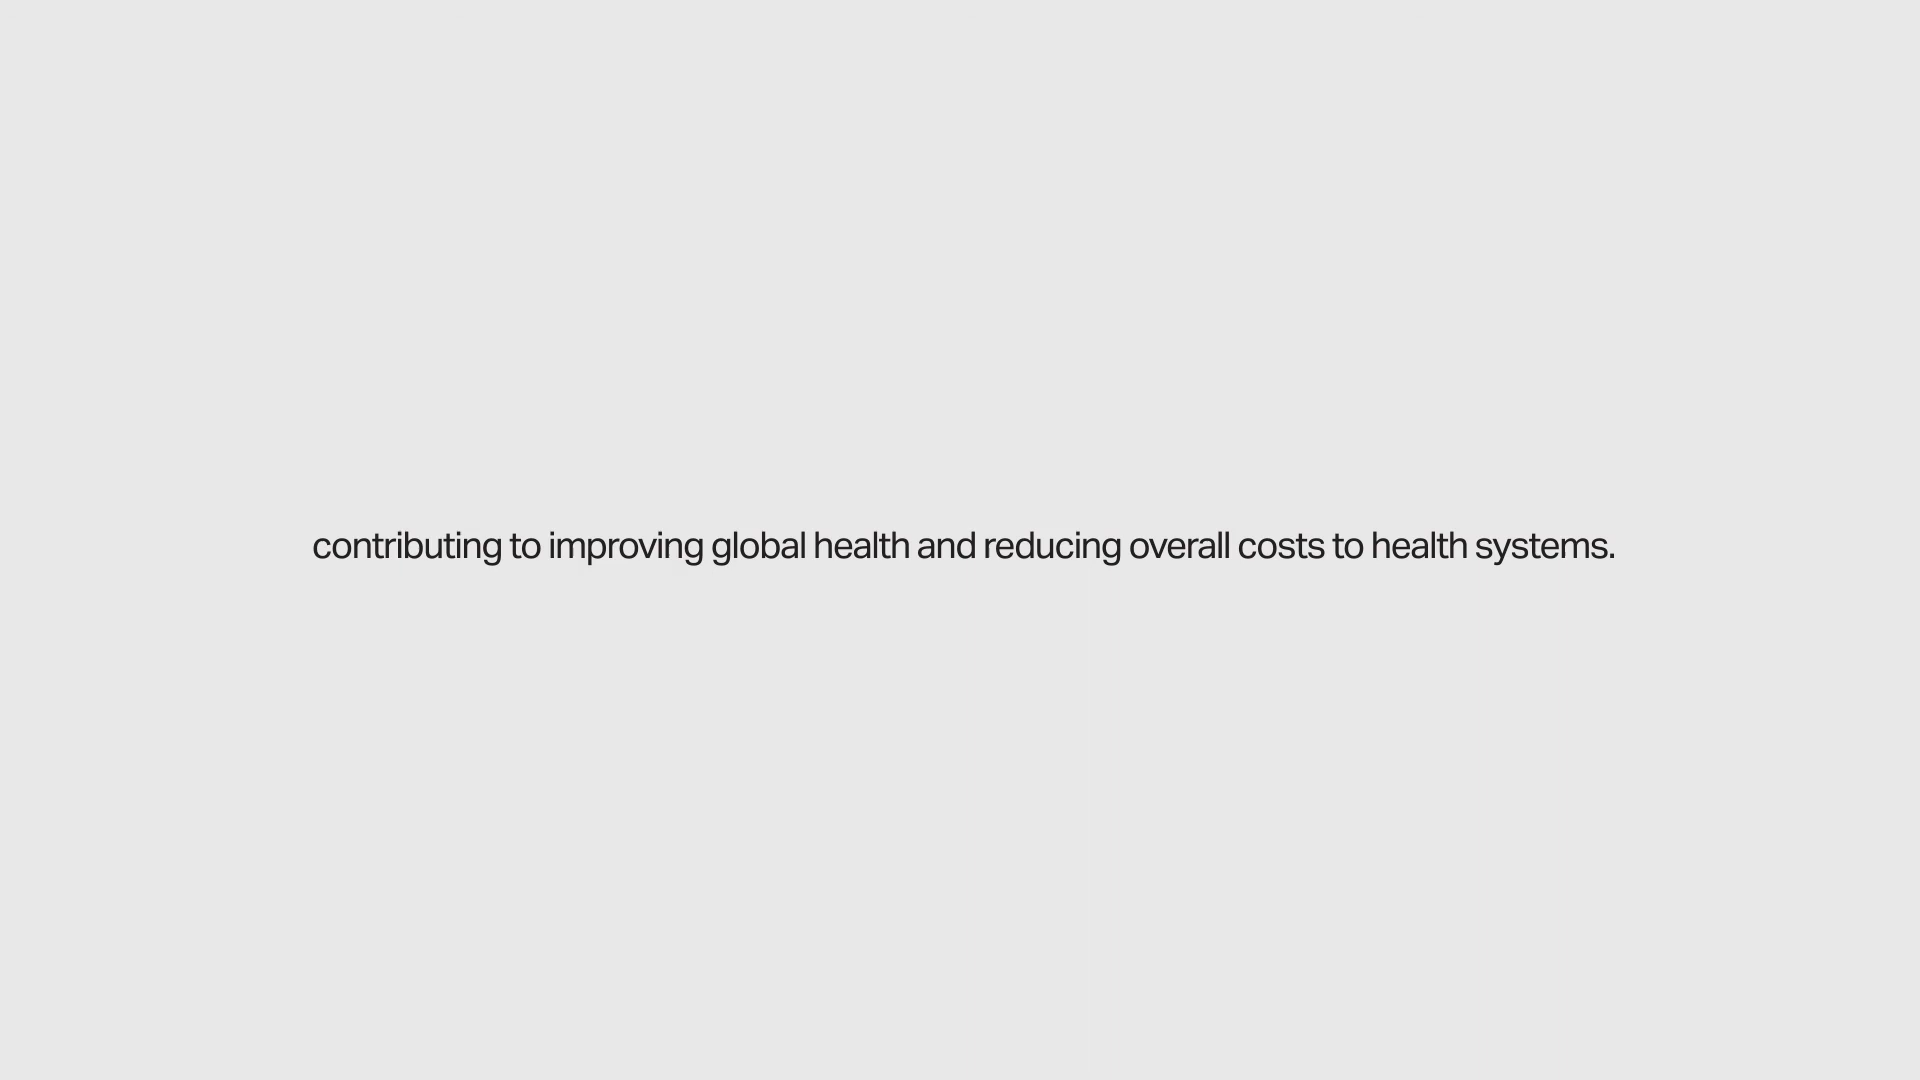 contributing to improving global health and reducing overall costs to health systems.